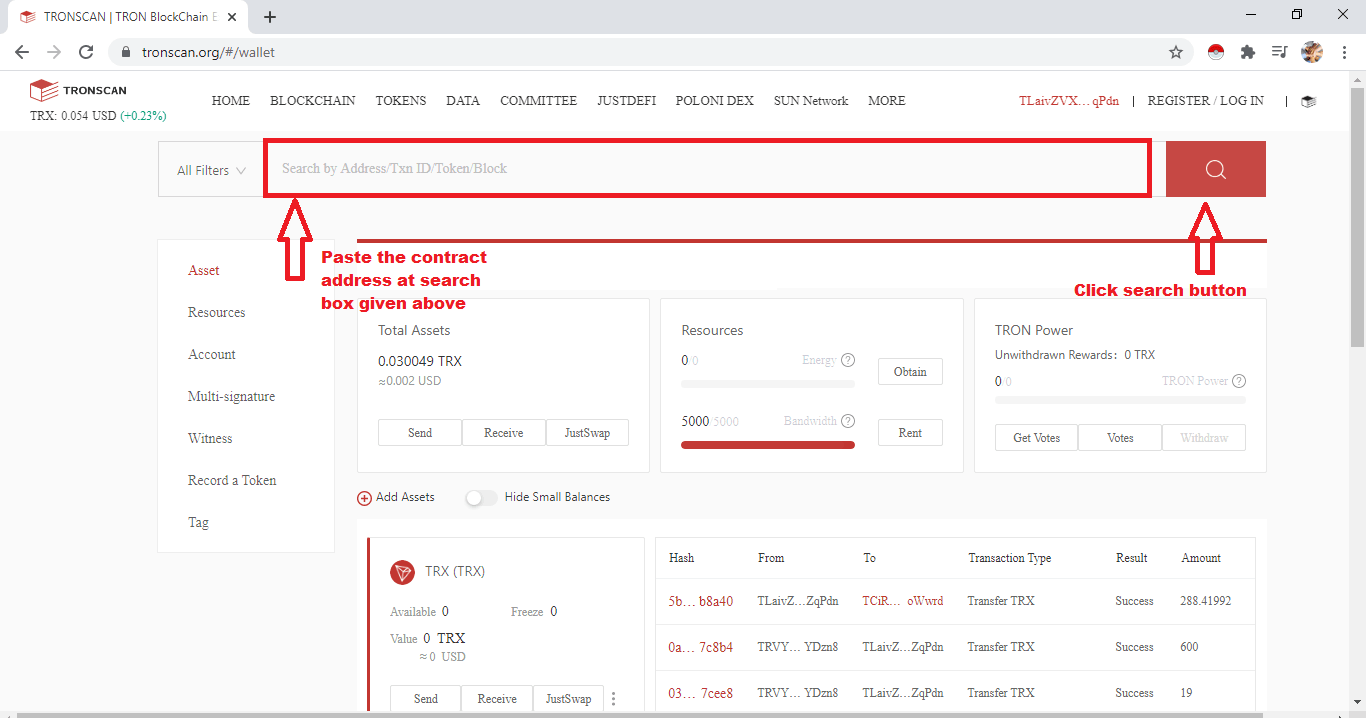 TRONSCAN | TRON BlockChain E
tronscan.org/#/wallet
TRONSCAN
TRX: 0.054 USD (+0.23%)
HOME BLOCKCHAIN TOKENS DATA COMMITTEE JUSTDEFI POLONI DEX SUN Network MORE
TLaivZVX... qPdn | REGISTER / LOG IN |
All Filters
Search by Address/Txn ID/Token/Block
Paste the contract
address at search
box given above
Click search button
Asset
Resources
Account
Multi-signature
Witness
Record a Token
Tag
Total Assets
0.030049 TRX
≈0.002 USD
Send Receive JustSwap
Resources
0/0 Energy ? Obtain
5000/5000 Bandwidth ? Rent
TRON Power
Unwithdrawn Rewards: 0 TRX
0/0 TRON Power ?
Get Votes Votes Withdraw
Add Assets Hide Small Balances
TRX (TRX)
Available 0 Freeze 0
Value 0 TRX
≈0 USD
Send Receive JustSwap
Hash From To Transaction Type Result Amount
5b... b8a40 TLaivZ...ZqPdn TCiR... oWwrd Transfer TRX Success 288.41992
0a... 7c8b4 TRVY... YDzn8 TLaivZ...ZqPdn Transfer TRX Success 600
03... 7cee8 TRVY... YDzn8 TLaivZ...ZqPdn Transfer TRX Success 19